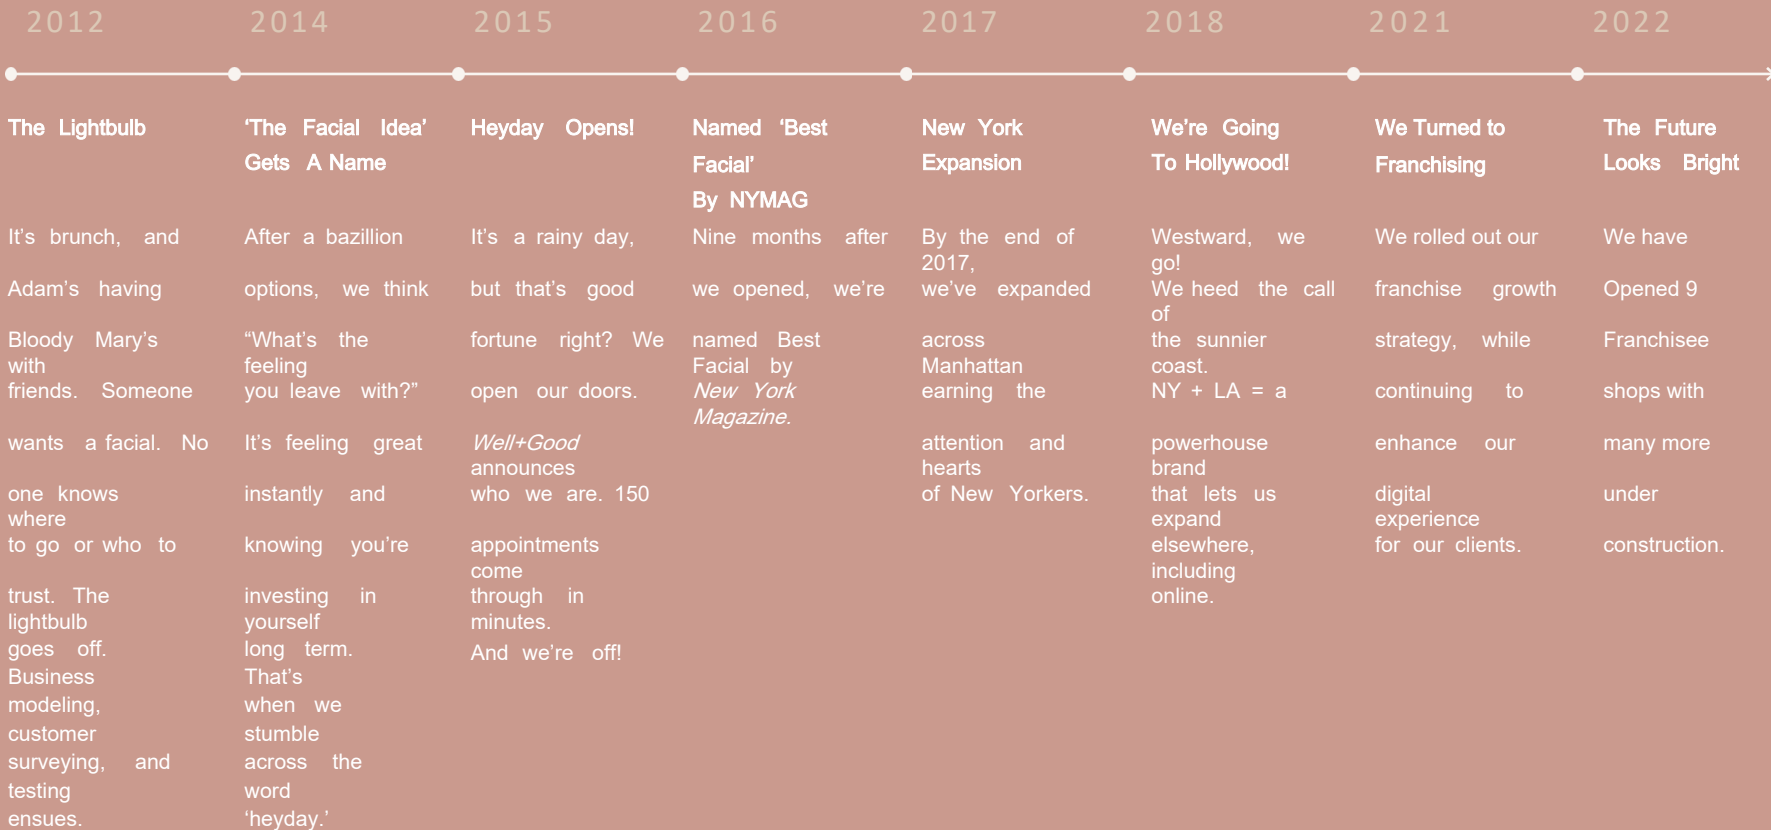 2012
The Lightbulb
It's brunch, and
Adam's having
Bloody Mary's
with
friends. Someone
wants a facial. No
one knows
where
to go or who to
trust. The
lightbulb
goes off.
Business
modeling,
customer
surveying, and
testing
ensues.
2014
‘The Facial Idea’
Gets A Name
After a bazillion
options, we think
“What’s the
feeling
you leave with?”
It’s feeling great
instantly and
knowing you’re
investing in
yourself
long term.
That’s
when we
stumble
across the
word
‘heyday.’
2015
Heyday Opens!
It’s a rainy day,
but that’s good
fortune right? We
open our doors.
Well+Good
announces
who we are. 150
appointments
come
through in
minutes.
And we’re off!
2016
Named ‘Best
Facial’
By NYMAG
Nine months after
we opened, we’re
named Best
Facial by
New York
Magazine.
2017
New York
Expansion
By the end of
2017,
we’ve expanded
across
Manhattan
earning the
attention and
hearts
of New Yorkers.
2018
We’re Going
To Hollywood!
Westward, we
go!
We heed the call
of
the sunnier
coast.
NY + LA = a
powerhouse
brand
that lets us
expand
elsewhere,
including
online.
2021
We Turned to
Franchising
We rolled out our
franchise growth
strategy, while
continuing to
enhance our
digital
experience
for our clients.
2022
The Future
Looks Bright
We have
Opened 9
Franchisee
shops with
many more
under
construction.